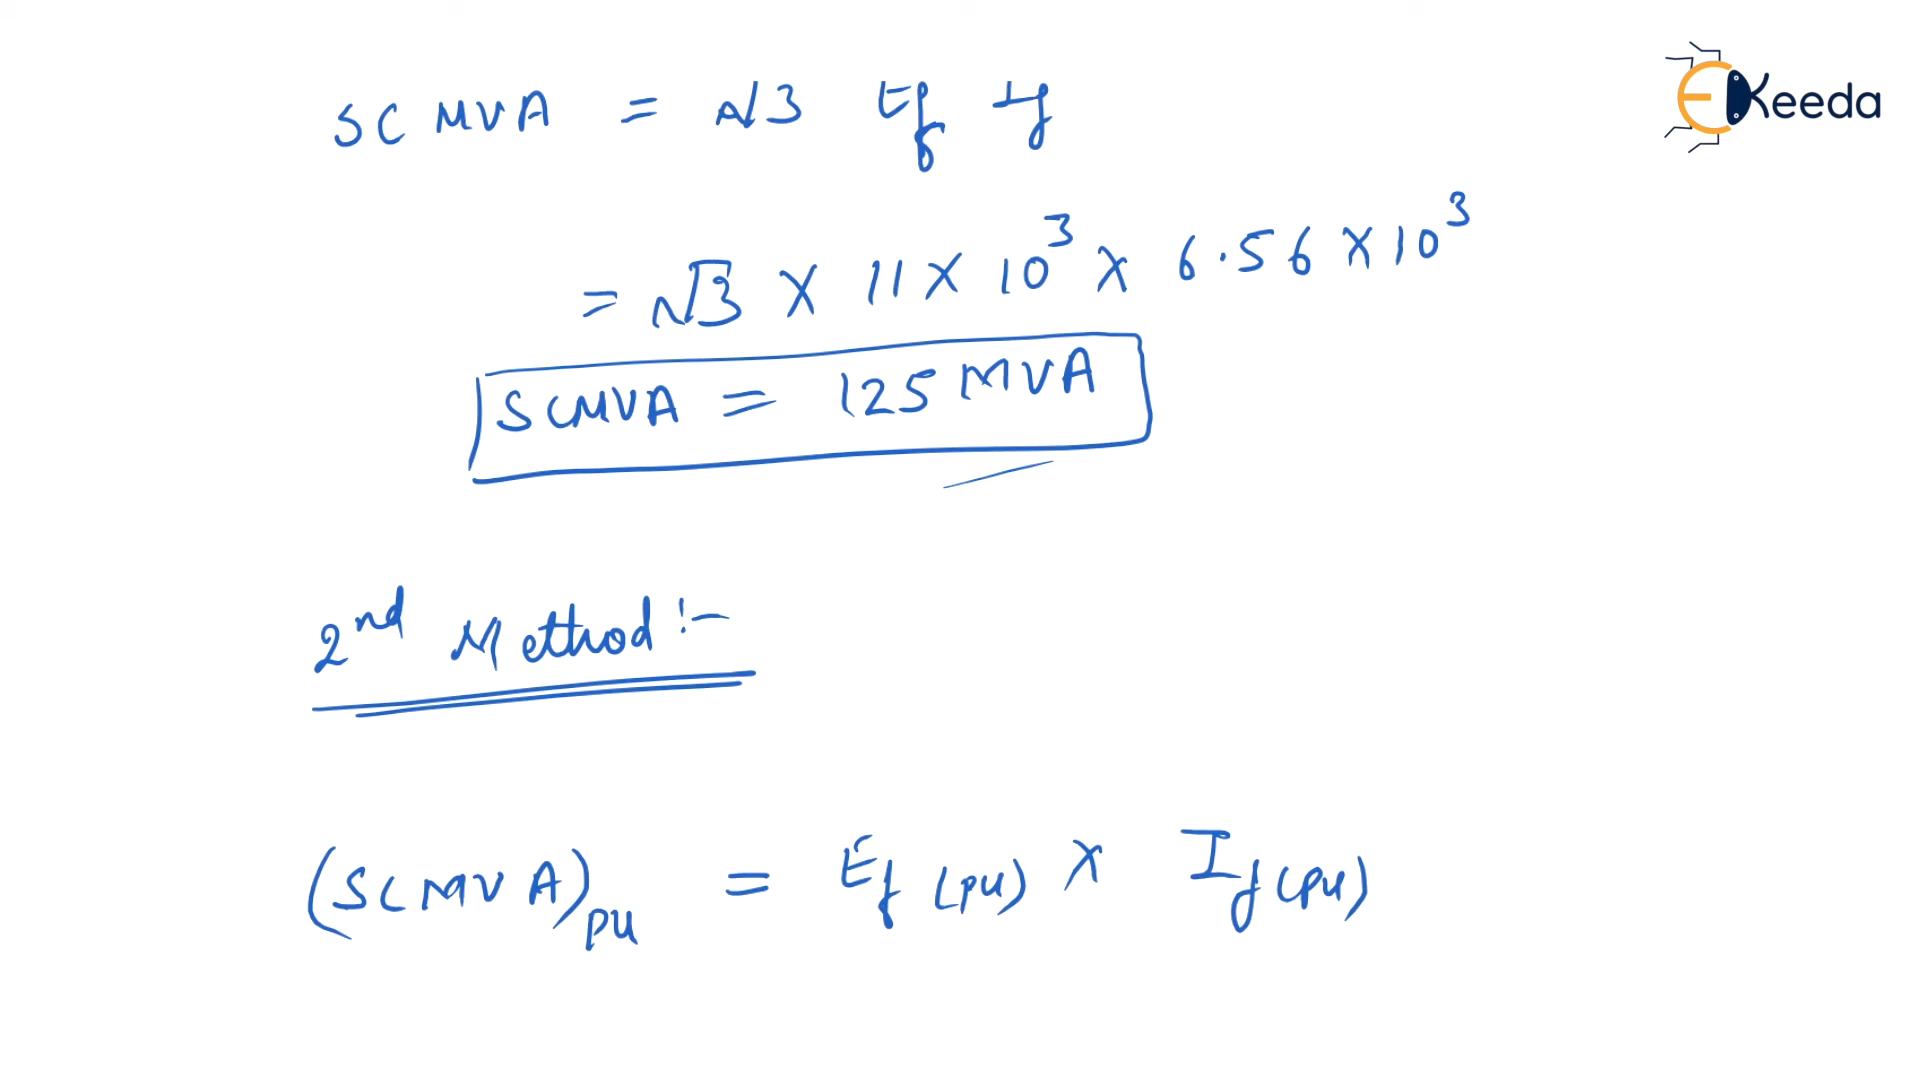 SC MVA = √3 Ef If
EKeeda
= √3 × 11 × 10³ × 6.56 × 10³
SCMVA = 125 MVA
2nd Method :-
(SCMVA)pu = Ef (pu) × If (pu)